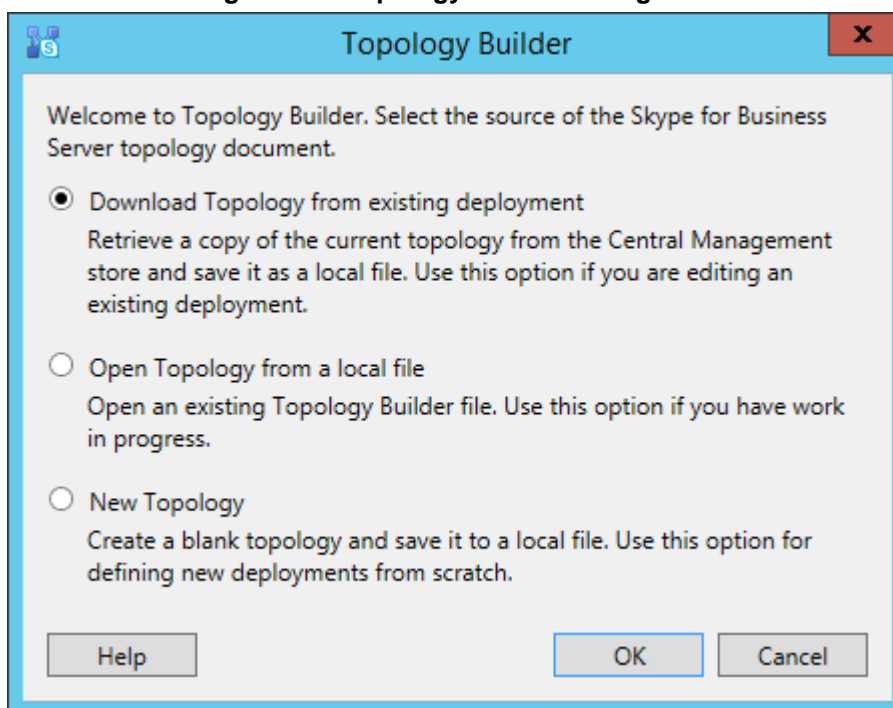 Topology Builder
x
Welcome to Topology Builder. Select the source of the Skype for Business
Server topology document.
Download Topology from existing deployment
Retrieve a copy of the current topology from the Central Management
store and save it as a local file. Use this option if you are editing an
existing deployment.
Open Topology from a local file
Open an existing Topology Builder file. Use this option if you have work
in progress.
New Topology
Create a blank topology and save it to a local file. Use this option for
defining new deployments from scratch.
Help
OK
Cancel